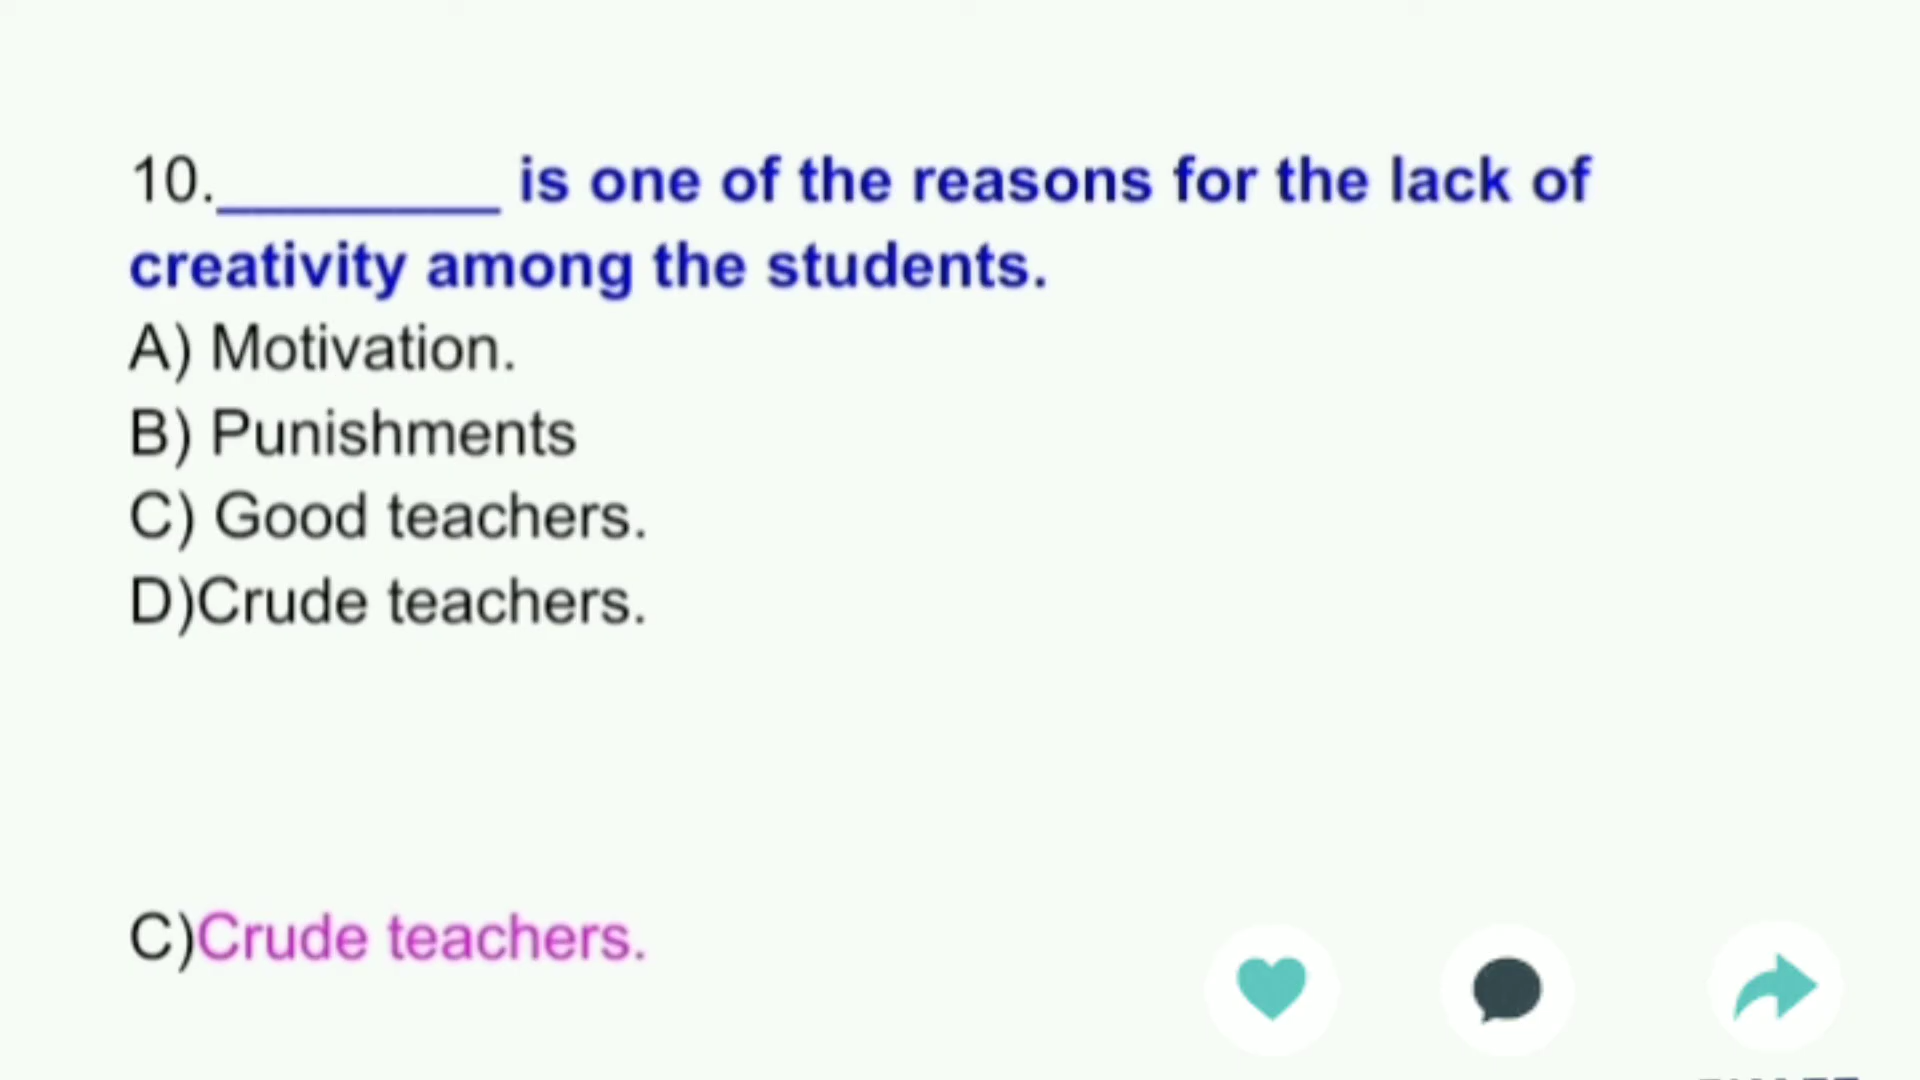 10.________ is one of the reasons for the lack of
creativity among the students.
A) Motivation.
B) Punishments
C) Good teachers.
D)Crude teachers.
C)Crude teachers.